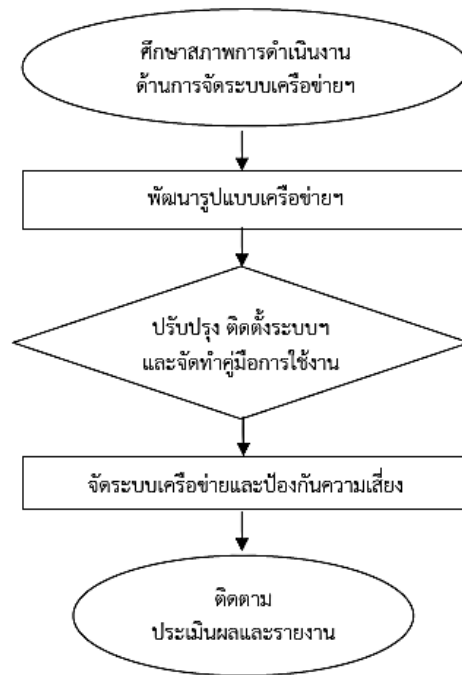 ศึกษาสภาพการดำเนินงาน
ด้านการจัดระบบเครือข่ายฯ
พัฒนารูปแบบเครือข่ายฯ
ปรับปรุง ติดตั้งระบบฯ
และจัดทำคู่มือการใช้งาน
จัดระบบเครือข่ายและป้องกันความเสี่ยง
ติดตาม
ประเมินผลและรายงาน